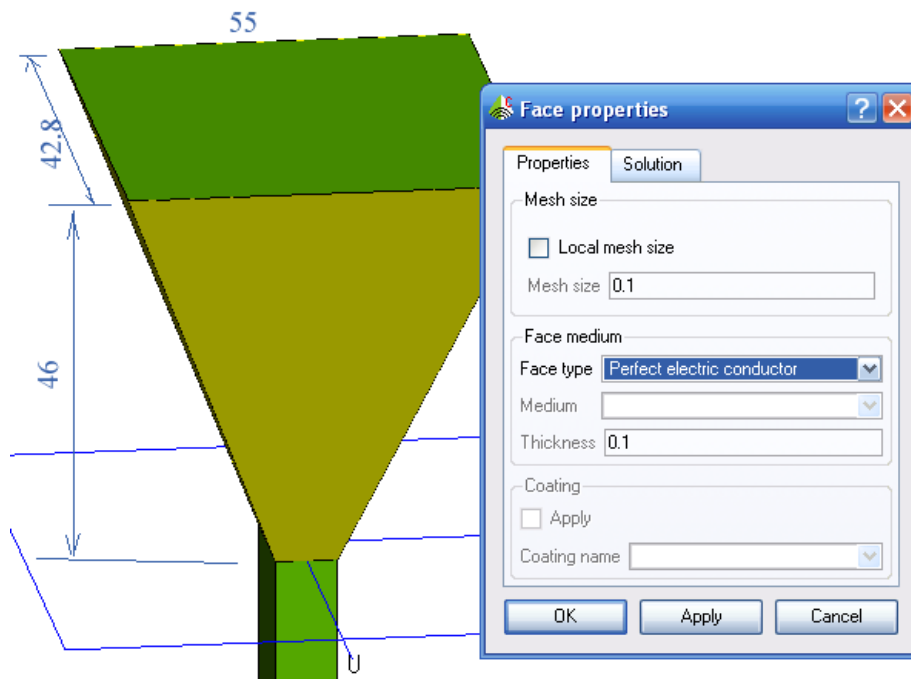 55
42.8
46
U
Face properties
Properties
Solution
Mesh size
Local mesh size
Mesh size 0.1
Face medium
Face type Perfect electric conductor
Medium
Thickness 0.1
Coating
Apply
Coating name
OK
Apply
Cancel